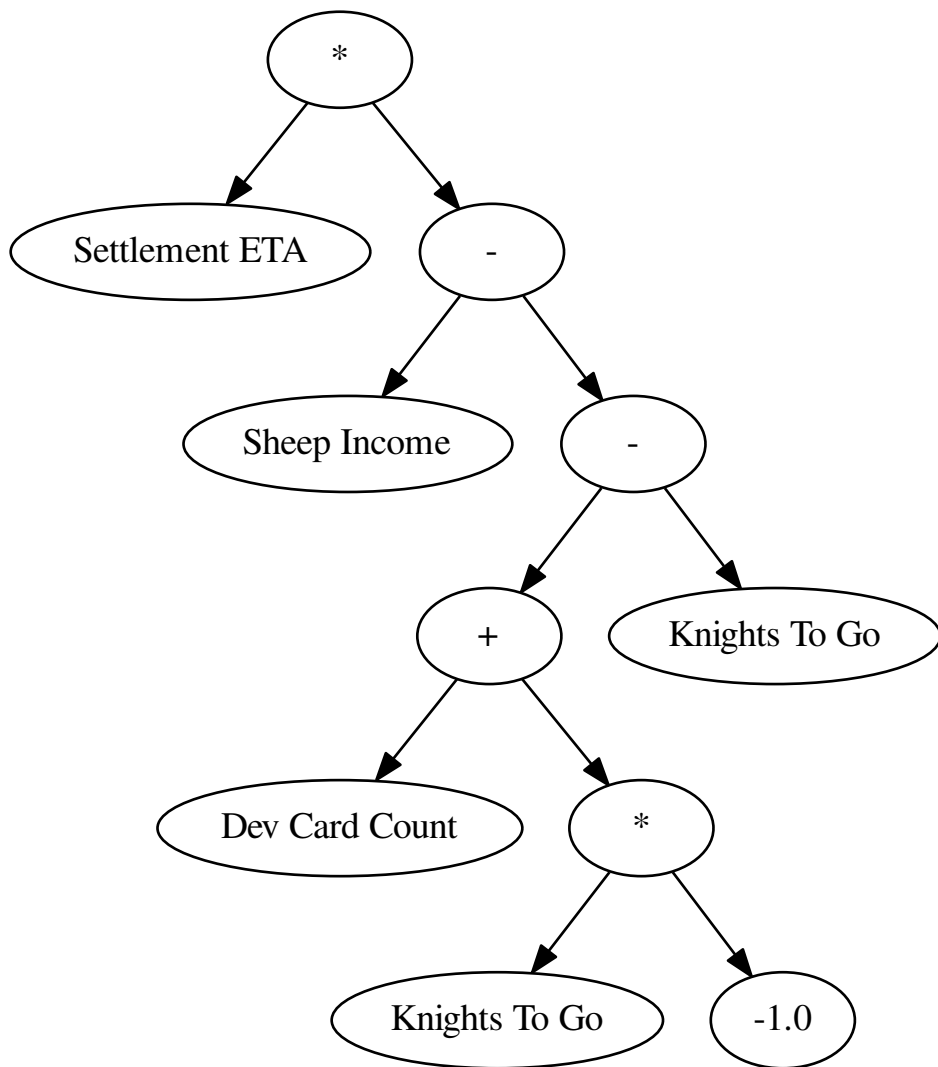 *
Settlement ETA
-
Sheep Income
-
+
Knights To Go
Dev Card Count
*
Knights To Go
-1.0